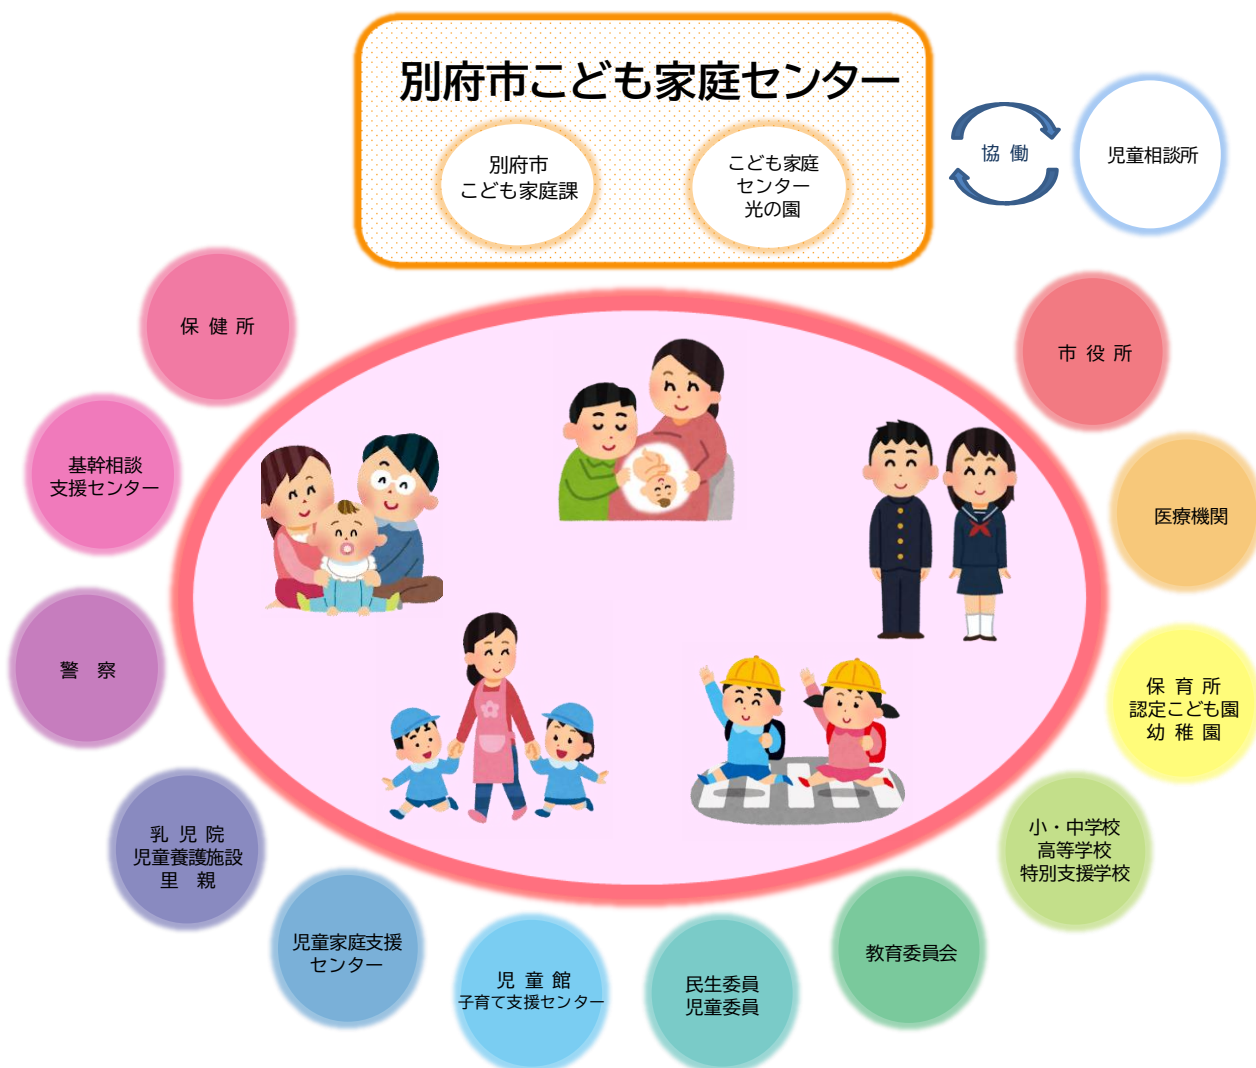 別府市こども家庭センター
別府市
こども家庭課
こども家庭
センター
光の園
協 働
児童相談所
保 健 所
市 役 所
基幹相談
支援センター
医療機関
警 察
保 育 所
認定こども園
幼 稚 園
乳 児 院
児童養護施設
里 親
小・中学校
高等学校
特別支援学校
児童家庭支援
センター
児 童 館
子育て支援センター
民生委員
児童委員
教育委員会